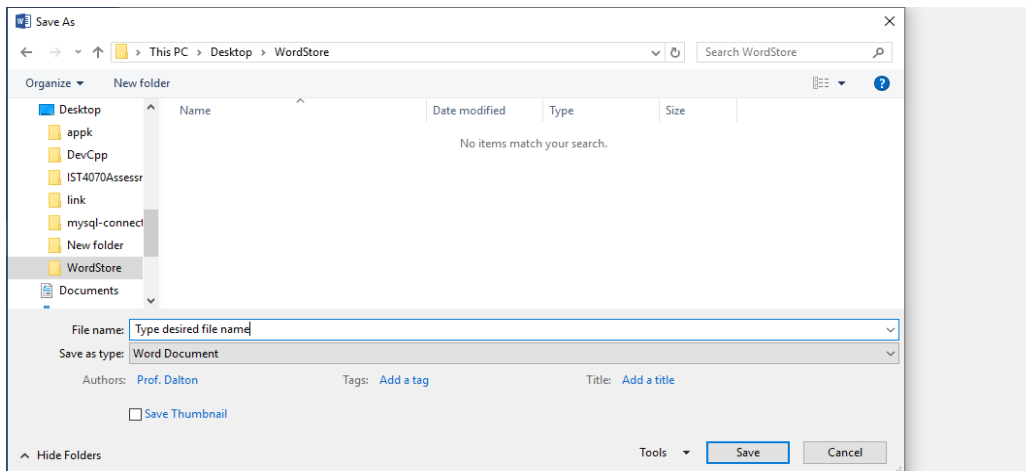 Save As
This PC > Desktop > WordStore
Search WordStore
Organize
New folder
Name
Date modified
Type
Size
No items match your search.
Desktop
appk
DevCpp
IST4070Assessr
link
mysql-connect
New folder
WordStore
Documents
File name: Type desired file name
Save as type: Word Document
Authors: Prof. Dalton
Tags: Add a tag
Title: Add a title
Save Thumbnail
Hide Folders
Tools
Save
Cancel